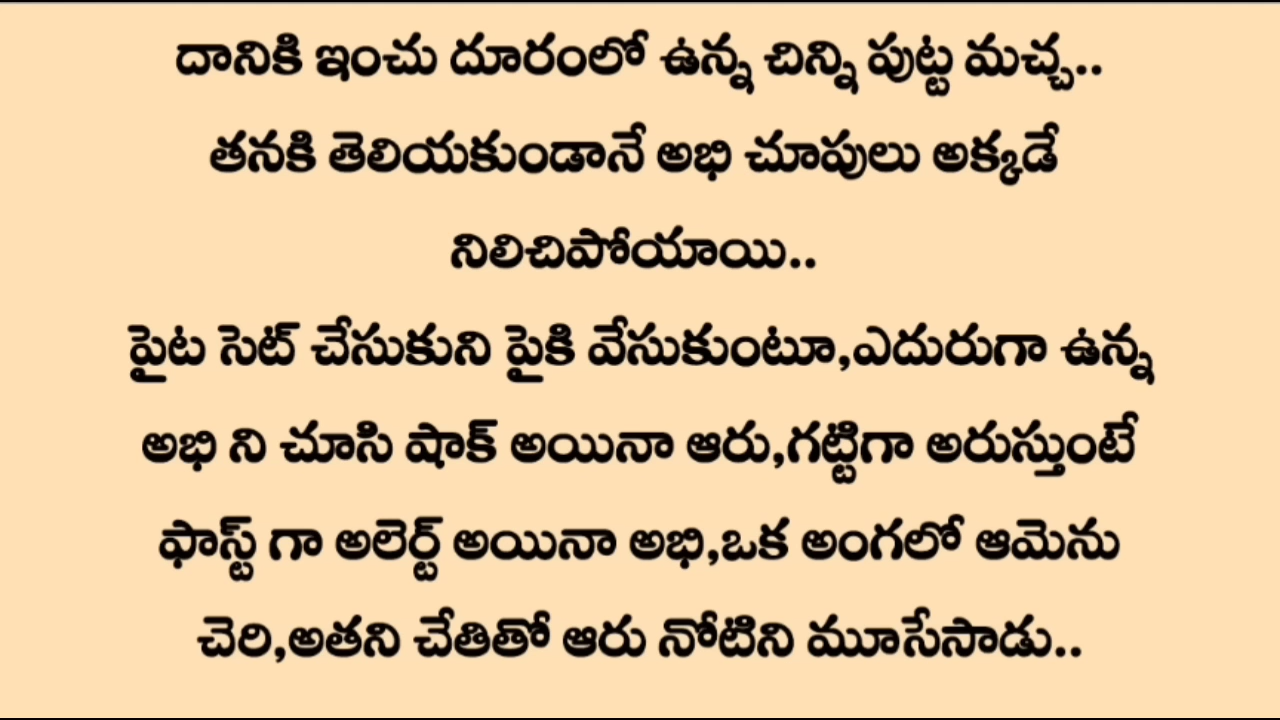 దానికి ఇంచు దూరంలో ఉన్న చిన్ని పుట్ట మచ్చ..
తనకి తెలియకుండానే అభి చూపులు అక్కడే
నిలిచిపోయాయి..
పైట సెట్ చేసుకుని పైకి వేసుకుంటూ,ఎదురుగా ఉన్న
అభి ని చూసి షాక్ అయినా ఆరు,గట్టిగా అరుస్తుంటే
ఫాస్ట్ గా అలెర్ట్ అయినా అభి,ఒక అంగలో ఆమెను
చెరి,అతని చేతితో ఆరు నోటిని మూసేసాడు..